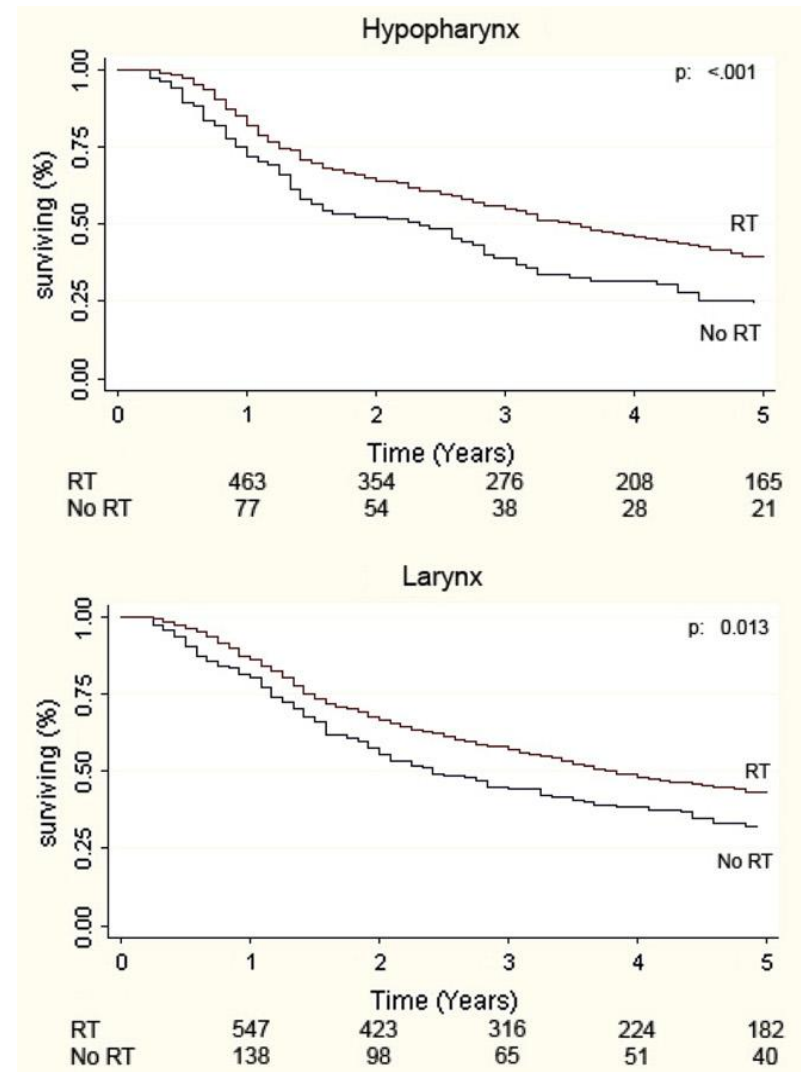 Hypopharynx
p: <.001
surviving (%)
1.00
0.75
0.50
0.25
0.00
RT
No RT
0 1 2 3 4 5
Time (Years)
RT 463 354 276 208 165
No RT 77 54 38 28 21
Larynx
p: 0.013
surviving (%)
1.00
0.75
0.50
0.25
0.00
RT
No RT
0 1 2 3 4 5
Time (Years)
RT 547 423 316 224 182
No RT 138 98 65 51 40